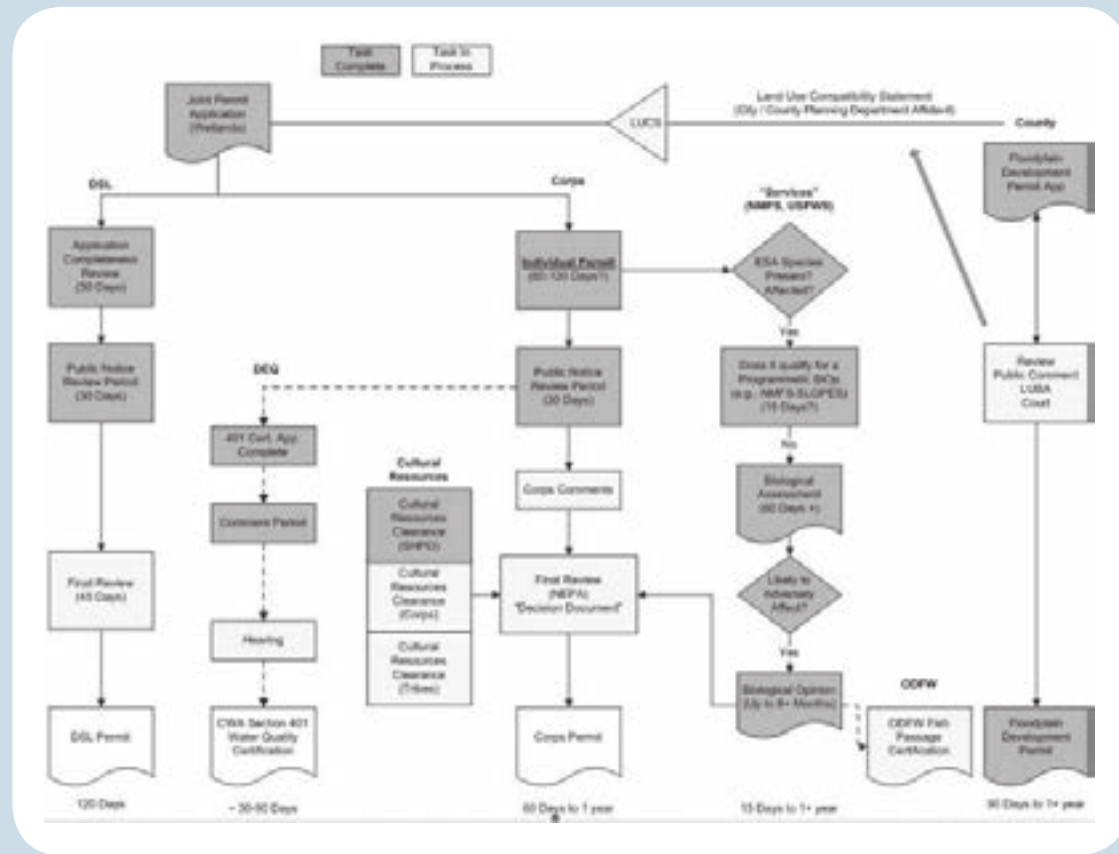 Task
Complete
Task In
Process
Joint Permit
Application
(Wetlands)
LUCS
Land Use Compatibility Statement
(City / County Planning Department Affidavit)
County
Floodplain
Development
Permit App
DSL
Corps
"Services"
(NMFS, USFWS)
Application
Completeness
Review
(30 Days)
Individual Permit
120 Days?)
ESA Species
Present?
Affected?
Yes
Public Notice
Review Period
(30 Days)
DEQ
Public Notice
Review Period
(30 Days)
Does it qualify for a
Programmatic BiOp
(e.g., NMFS-SLOPES)
(15 Days?)
Review
Public Comment
LUBA
Court
No
401 Cert. App.
Complete
Cultural
Resources
Corps Comments
Biological
Assessment
(60 Days +)
Comment Period
Cultural
Resources
Clearance
(SHPO)
Final Review
(45 Days)
Cultural
Resources
Clearance
(Corps)
Final Review
(NEPA)
"Decision Document"
Likely to
Adversely
Affect?
Yes
Hearing
Cultural
Resources
Clearance
(Tribes)
Biological Opinion
(Up to Months)
ODFW
DSL Permit
CWA Section 401
Water Quality
Certification
Corps Permit
ODFW Fish
Passage
Certification
Floodplain
Development
Permit
120 Days
~ 30-90 Days
60 Days to 1 year
15 Days to 1+ year
90 Days to 1+ year